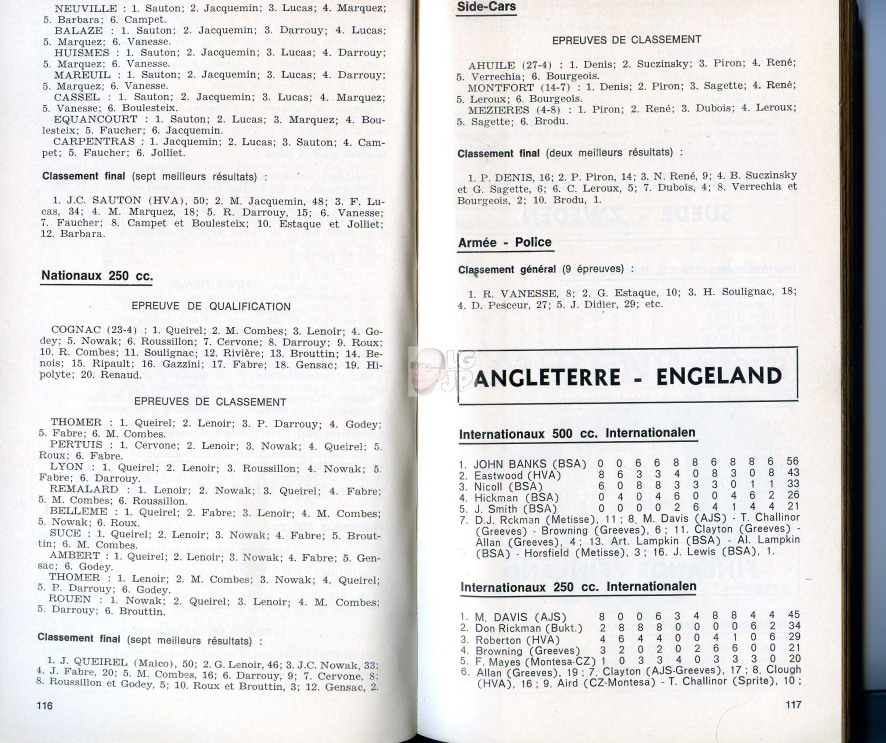 NEUVILLE : 1. Sauton; 2. Jacquemin; 3. Lucas; 4. Marquez;
5. Barbara; 6. Campet.
BALAZE : 1. Sauton; 2. Jacquemin; 3. Darrouy; 4. Lucas;
5. Marquez; 6. Vanesse.
HUISMES : 1. Sauton; 2. Jacquemin; 3. Lucas; 4. Darrouy;
5. Marquez; 6. Vanesse.
MAREUIL : 1. Sauton; 2. Jacquemin; 3. Lucas; 4. Darrouy;
5. Marquez; 6. Vanesse.
CASSEL : 1. Sauton; 2. Jacquemin; 3. Lucas; 4. Marquez;
5. Vanesse; 6. Boulesteix.
EQUANCOURT : 1. Sauton; 2. Lucas; 3. Marquez; 4. Bou-
lesteix; 5. Faucher; 6. Jacquemin.
CARPENTRAS : 1. Jacquemin; 2. Lucas; 3. Sauton; 4. Cam-
pet; 5. Faucher; 6. Jolliet.
Classement final (sept meilleurs résultats) :
1. J.C. SAUTON (HVA), 50; 2. M. Jacquemin, 48; 3. F. Lu-
cas, 34; 4. M. Marquez, 18; 5. R. Darrouy, 15; 6. Vanesse;
7. Faucher; 8. Campet et Boulesteix; 10. Estaque et Jolliet;
12. Barbara.
Nationaux 250 cc.
EPREUVE DE QUALIFICATION
COGNAC (23-4) : 1. Queirel; 2. M. Combes; 3. Lenoir; 4. Go-
dey; 5. Nowak; 6. Roussillon; 7. Cervone; 8. Darrouy; 9. Roux;
10. R. Combes; 11. Soulignac; 12. Rivière; 13. Brouttin; 14. Be-
nois; 15. Ripault; 16. Gazzini; 17. Fabre; 18. Gensac; 19. Hi-
polyte; 20. Renaud.
EPREUVES DE CLASSEMENT
THOMER : 1. Queirel; 2. Lenoir; 3. P. Darrouy; 4. Godey;
5. Fabre; 6. M. Combes.
PERTUIS : 1. Cervone; 2. Lenoir; 3. Nowak; 4. Queirel; 5.
Roux; 6. Fabre.
LYON : 1. Queirel; 2. Lenoir; 3. Roussillon; 4. Nowak; 5.
Fabre; 6. Darrouy.
REMALARD : 1. Lenoir; 2. Nowak; 3. Queirel; 4. Fabre;
5. M. Combes; 6. Roussillon.
BELLEME : 1. Queirel; 2. Fabre; 3. Lenoir; 4. M. Combes;
5. Nowak; 6. Roux.
SUCE : 1. Queirel; 2. Lenoir; 3. Nowak; 4. Fabre; 5. Brout-
tin; 6. M. Combes.
AMBERT : 1. Queirel; 2. Lenoir; 3. Nowak; 4. Fabre; 5. Gen-
sac; 6. Godey.
THOMER : 1. Lenoir; 2. M. Combes; 3. Nowak; 4. Queirel;
5. P. Darrouy; 6. Godey.
ROUEN : 1. Nowak; 2. Queirel; 3. Lenoir; 4. M. Combes;
5. Darrouy; 6. Brouttin.
Classement final (sept meilleurs résultats) :
1. J. QUEIREL (Maico), 50; 2. G. Lenoir, 46; 3. J.C. Nowak, 33;
4. J. Fabre, 20; 5. M. Combes, 16; 6. Darrouy, 9; 7. Cervone, 8;
8. Roussillon et Godey, 5; 10. Roux et Brouttin, 3; 12. Gensac, 2.
116
Side-Cars
EPREUVES DE CLASSEMENT
AHUILE (27-4) : 1. Denis; 2. Suczinsky; 3. Piron; 4. René;
5. Verrechia; 6. Bourgeois.
MONTFORT (14-7) : 1. Denis; 2. Piron; 3. Sagette; 4. René;
5. Leroux; 6. Bourgeois.
MEZIERES (4-8) : 1. Piron; 2. René; 3. Dubois; 4. Leroux;
5. Sagette; 6. Brodu.
Classement final (deux meilleurs résultats) :
1. P. DENIS, 16; 2. P. Piron, 14; 3. N. René, 9; 4. B. Suczinsky
et G. Sagette, 6; 6. C. Leroux, 5; 7. Dubois, 4; 8. Verrechia et
Bourgeois, 2; 10. Brodu, 1.
Armée - Police
Classement général (9 épreuves) :
1. R. VANESSE, 8; 2. G. Estaque, 10; 3. H. Soulignac, 18;
4. D. Pesceur, 27; 5. J. Didier, 29; etc.
ANGLETERRE - ENGELAND
Internationaux 500 cc. Internationalen
1. JOHN BANKS (BSA) 0 0 6 6 8 8 6 8 8 6 56
2. Eastwood (HVA) 8 6 3 3 4 0 8 3 0 8 43
3. Nicoll (BSA) 6 0 8 8 3 3 3 0 1 1 33
4. Hickman (BSA) 0 4 0 4 6 0 0 4 6 2 26
5. J. Smith (BSA) 0 0 0 0 2 6 4 1 4 4 21
7. D.J. Rckman (Metisse), 11 ; 8. M. Davis (AJS) - T. Challinor
(Greeves) - Browning (Greeves), 6 ; 11. Clayton (Greeves) -
Allan (Greeves), 4 ; 13. Art. Lampkin (BSA) - Al. Lampkin
(BSA) - Horsfield (Metisse), 3 ; 16. J. Lewis (BSA), 1.
Internationaux 250 cc. Internationalen
1. M. DAVIS (AJS) 8 0 0 6 3 4 8 8 4 4 45
2. Don Rickman (Bukt.) 2 8 8 8 0 0 0 0 6 2 34
3. Roberton (HVA) 4 6 4 4 0 0 4 1 0 6 29
4. Browning (Greeves) 3 2 0 2 0 2 6 6 0 0 21
5. F. Mayes (Montesa-CZ) 1 0 3 3 4 0 3 3 3 0 20
6. Allan (Greeves), 19 ; 7. Clayton (AJS-Greeves), 17 ; 8. Clough
(HVA), 16 ; 9. Aird (CZ-Montesa) - T. Challinor (Sprite), 10 ;
117